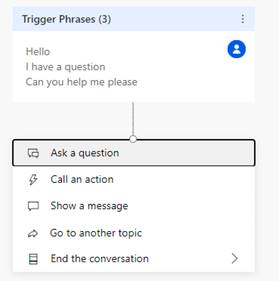 Trigger Phrases (3)
Hello
I have a question
Can you help me please
Ask a question
Call an action
Show a message
Go to another topic
End the conversation